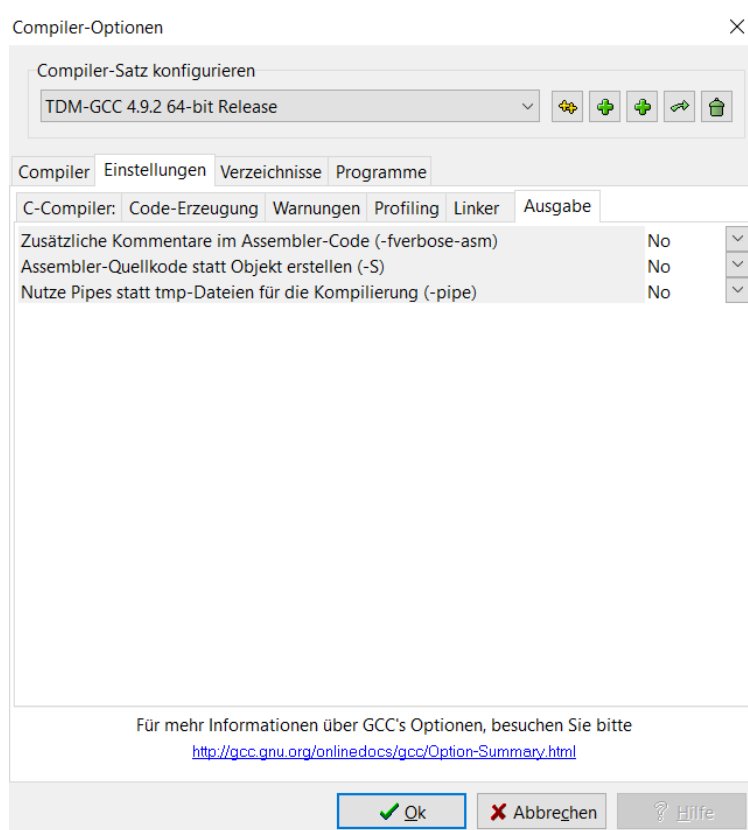 Compiler-Optionen
Compiler-Satz konfigurieren
TDM-GCC 4.9.2 64-bit Release
Compiler Einstellungen Verzeichnisse Programme
C-Compiler: Code-Erzeugung Warnungen Profiling Linker Ausgabe
Zusätzliche Kommentare im Assembler-Code (-fverbose-asm) No
Assembler-Quellkode statt Objekt erstellen (-S) No
Nutze Pipes statt tmp-Dateien für die Kompilierung (-pipe) No
Für mehr Informationen über GCC's Optionen, besuchen Sie bitte
http://gcc.gnu.org/onlinedocs/gcc/Option-Summary.html
Ok Abbrechen ? Hilfe